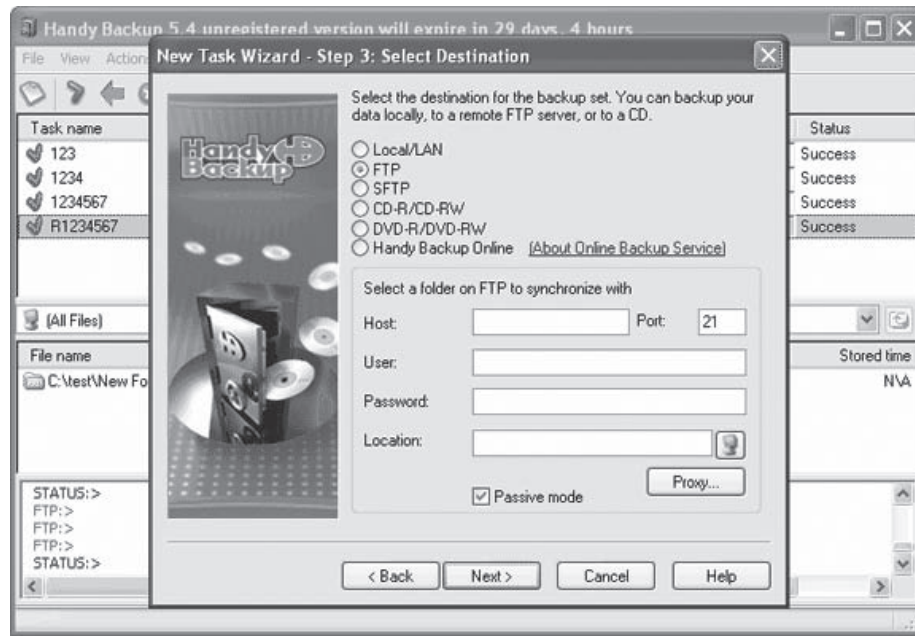 Handy Backup 5.4 unregistered version will expire in 29 days, 4 hours
File View Action
New Task Wizard - Step 3: Select Destination
Handy Backup
Select the destination for the backup set. You can backup your
data locally, to a remote FTP server, or to a CD.
Local/LAN
FTP
SFTP
CD-R/CD-RW
DVD-R/DVD-RW
Handy Backup Online (About Online Backup Service)
Select a folder on FTP to synchronize with
Host: Port: 21
User:
Password:
Location:
Passive mode
Proxy...
< Back Next > Cancel Help
Task name Status
123 Success
1234 Success
1234567 Success
R1234567 Success
(All Files)
File name Stored time
C:\test\New Fo N\A
STATUS:>
FTP:>
FTP:>
FTP:>
STATUS:>